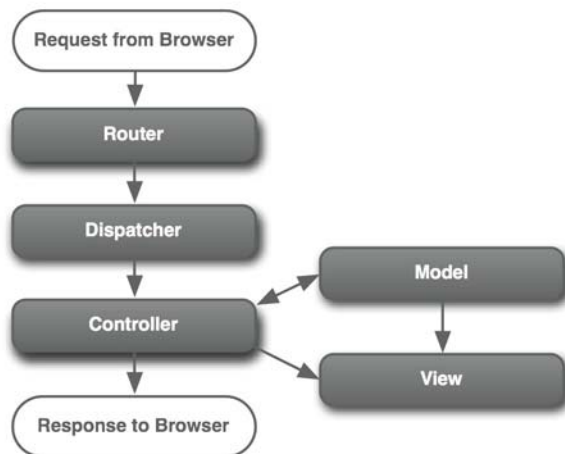 Request from Browser
Router
Dispatcher
Model
Controller
View
Response to Browser